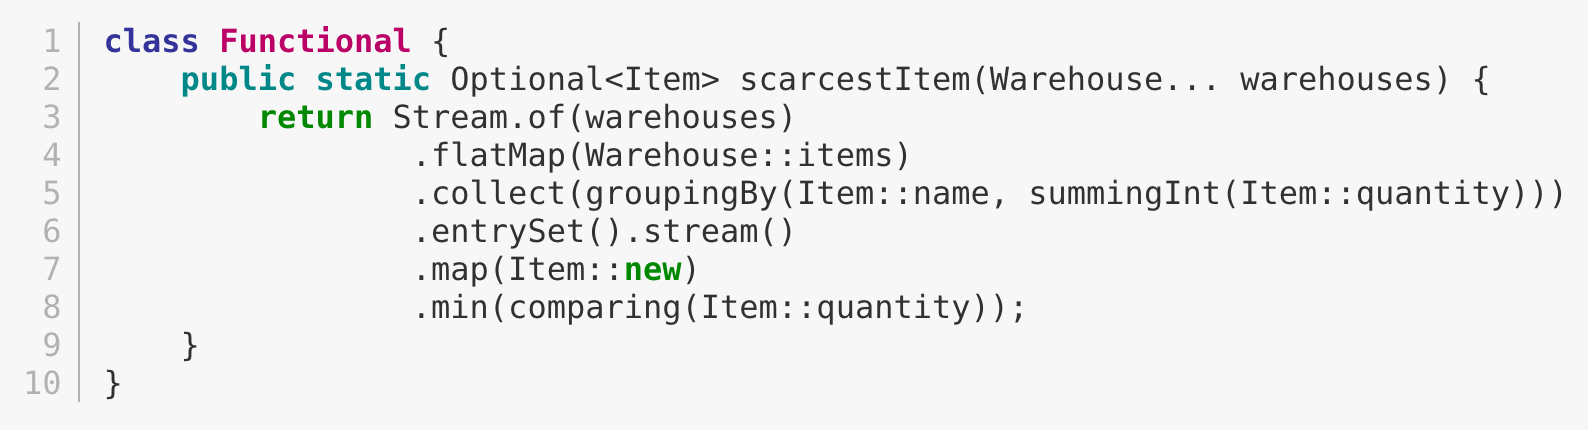 1 class Functional {
2     public static Optional<Item> scarcestItem(Warehouse... warehouses) {
3         return Stream.of(warehouses)
4                 .flatMap(Warehouse::items)
5                 .collect(groupingBy(Item::name, summingInt(Item::quantity)))
6                 .entrySet().stream()
7                 .map(Item::new)
8                 .min(comparing(Item::quantity));
9     }
10 }